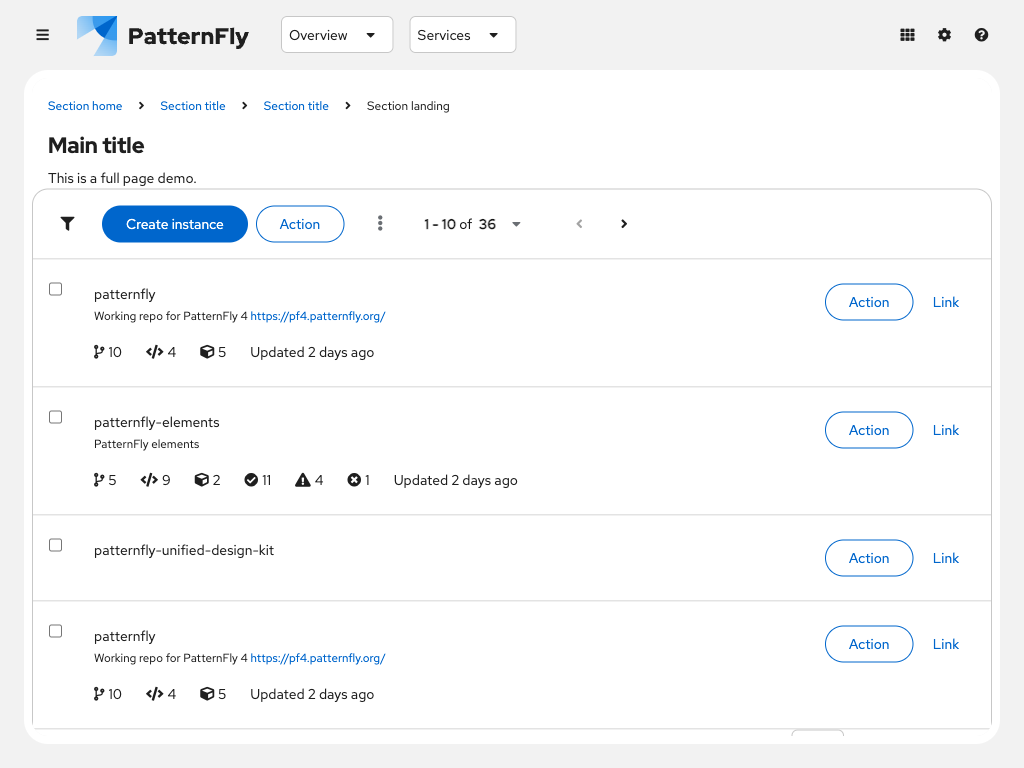 PatternFly Overview Services
Section home Section title Section title Section landing
Main title
This is a full page demo.
Create instance Action 1 - 10 of 36
patternfly
Working repo for PatternFly 4 https://pf4.patternfly.org/
Action Link
10 4 5 Updated 2 days ago
patternfly-elements
PatternFly elements
Action Link
5 9 2 11 4 1 Updated 2 days ago
patternfly-unified-design-kit
Action Link
patternfly
Working repo for PatternFly 4 https://pf4.patternfly.org/
Action Link
10 4 5 Updated 2 days ago